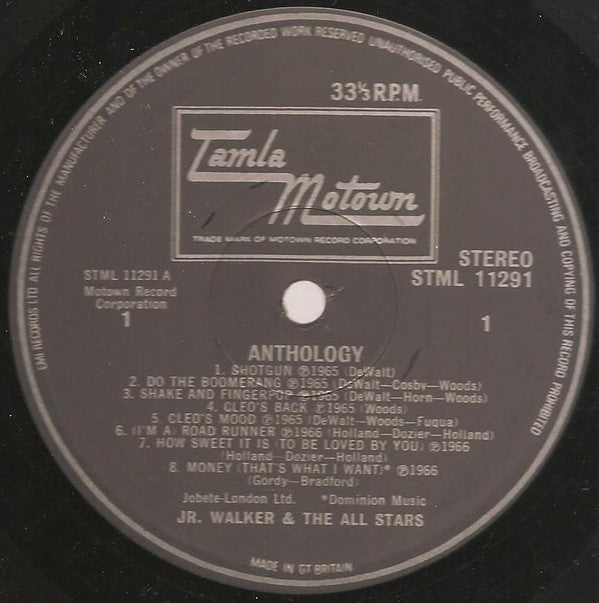 EMI RECORDS LTD ALL RIGHTS OF THE MANUFACTURER AND OF THE OWNER OF THE RECORDED WORK RESERVED UNAUTHORISED PUBLIC PERFORMANCE BROADCASTING AND COPYING OF THIS RECORD PROHIBITED
33⅓ R.P.M.
Tamla
Motown
TRADE MARK OF MOTOWN RECORD CORPORATION
STEREO
STML 11291
STML 11291 A
Motown Record
Corporation
1
1
ANTHOLOGY
1. SHOTGUN ℗1965 (DeWalt)
2. DO THE BOOMERANG ℗1965 (DeWalt—Cosby—Woods)
3. SHAKE AND FINGERPOP ℗1965 (DeWalt—Horn—Woods)
4. CLEO'S BACK ℗1965 (Woods)
5. CLEO'S MOOD ℗1965 (DeWalt—Woods—Fuqua)
6. (I'M A) ROAD RUNNER ℗1966 (Holland—Dozier—Holland)
7. HOW SWEET IT IS (TO BE LOVED BY YOU) ℗1966
(Holland—Dozier—Holland)
8. MONEY (THAT'S WHAT I WANT)* ℗1966
(Gordy—Bradford)
Jobete-London Ltd. *Dominion Music
JR. WALKER & THE ALL STARS
MADE IN GT BRITAIN